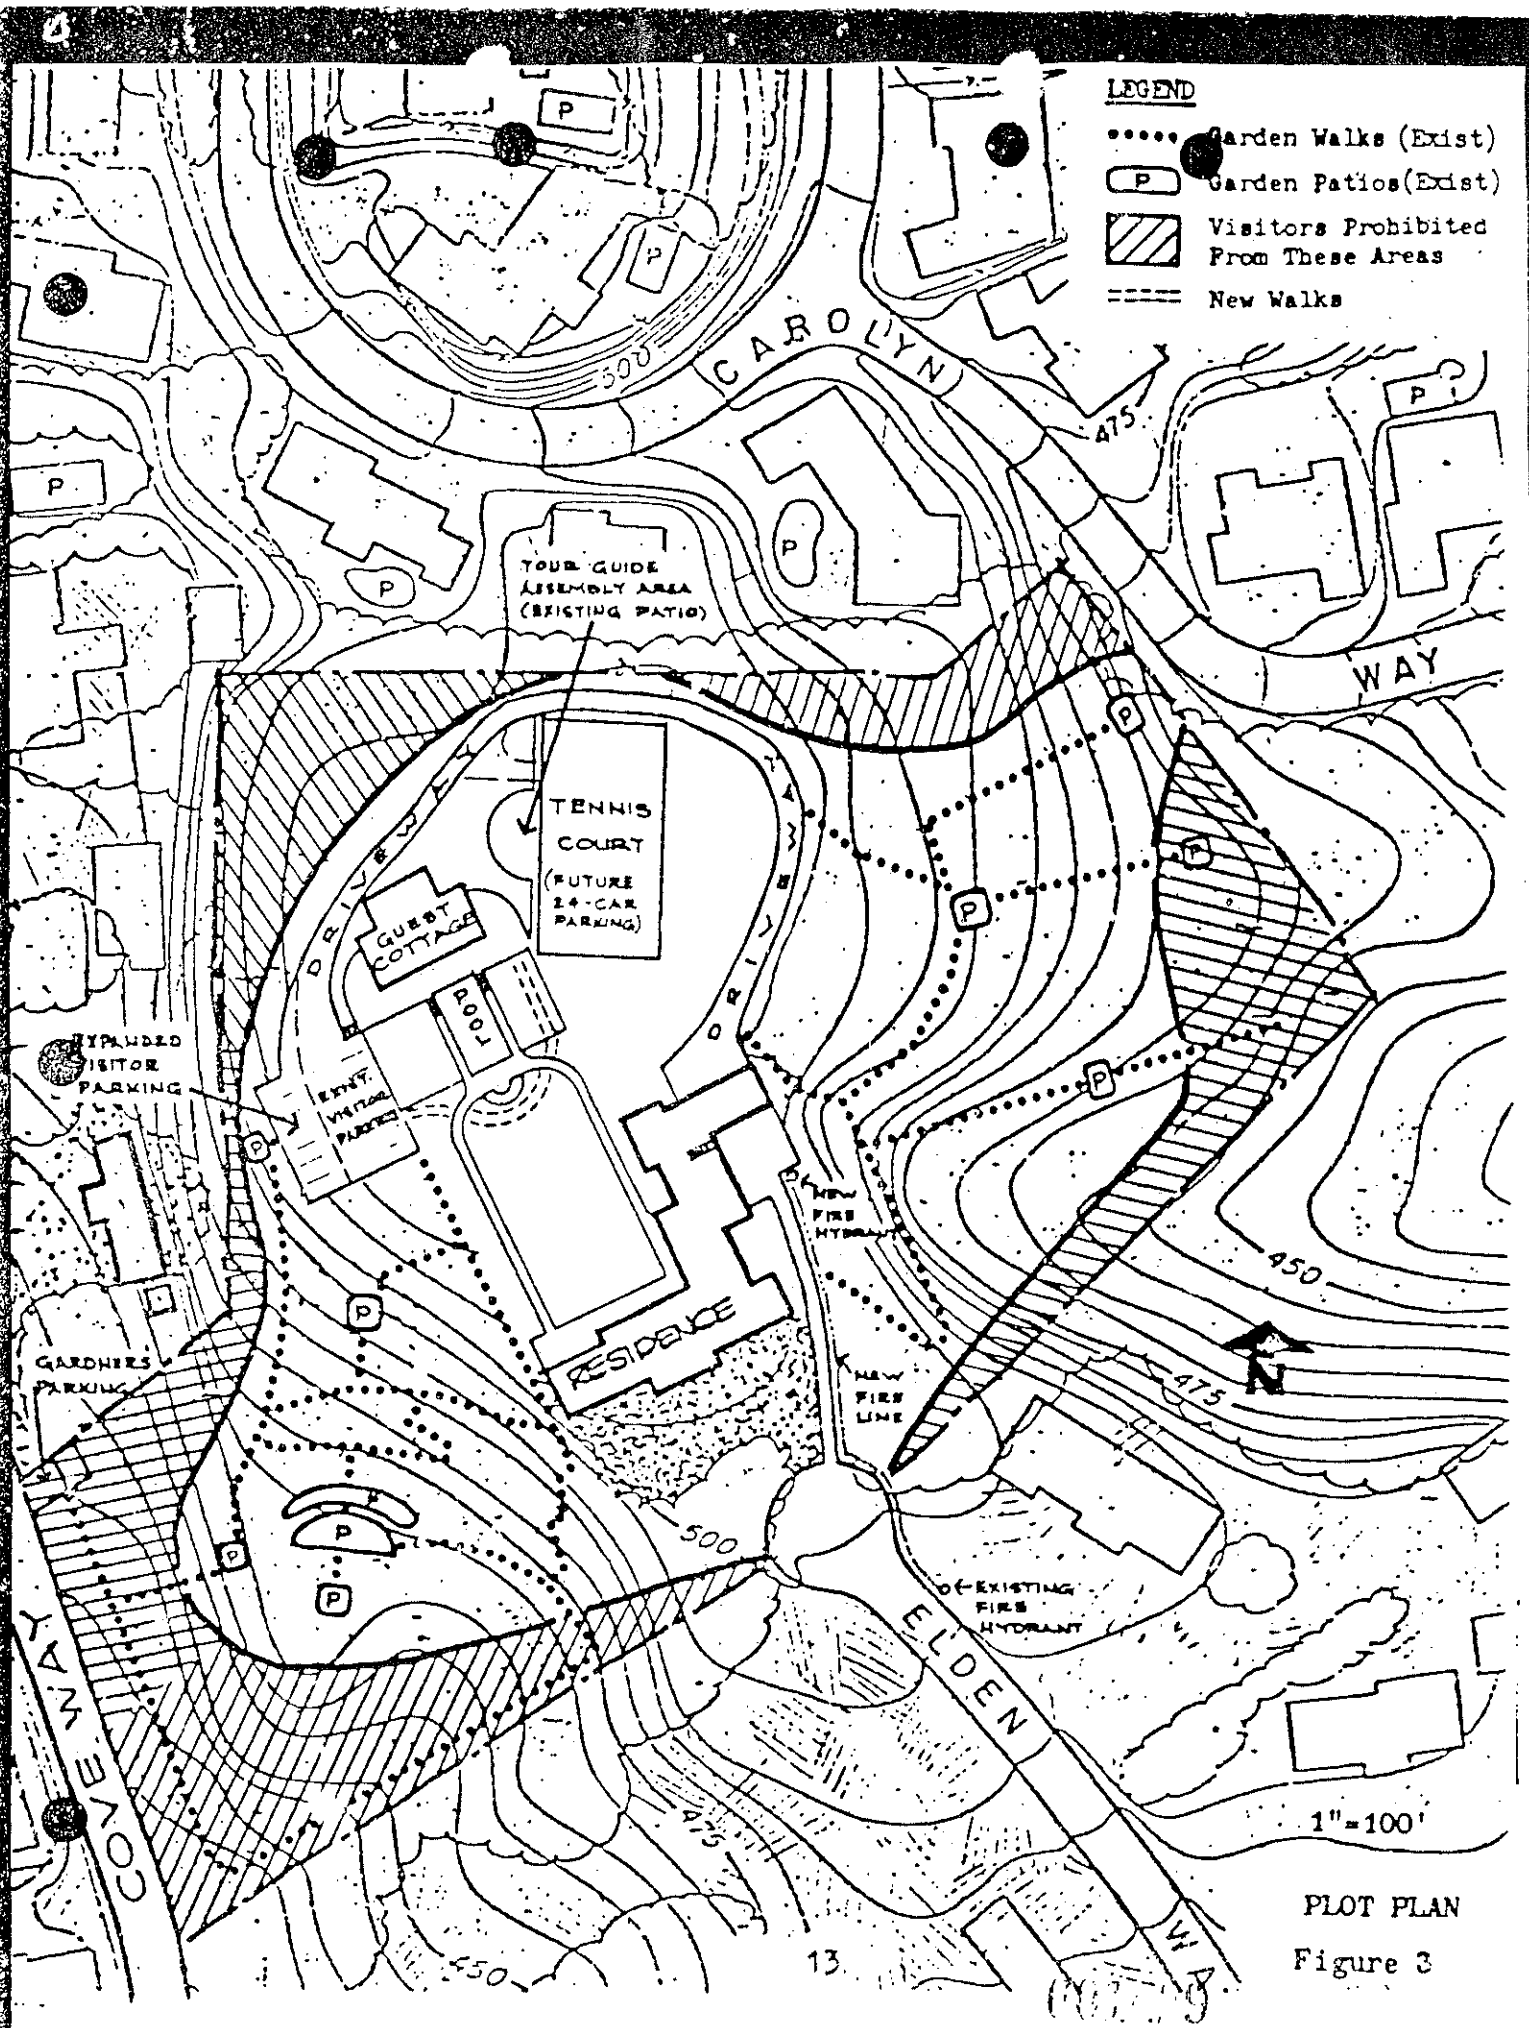 LEGEND
Garden Walks (Exist)
P
Garden Patios (Exist)
Visitors Prohibited
From These Areas
New Walks
P
P
500
CAROLYN
475
P
P
P
P
TOUR GUIDE
ASSEMBLY AREA
(EXISTING PATIO)
WAY
P
DRIVEWAY
TENNIS
COURT
(FUTURE
24-CAR
PARKING)
DRIVEWAY
P
P
GUEST
COTTAGE
POOL
EXPANDED
VISITOR
PARKING
EXIST.
VISITOR
PARKING
P
P
NEW
FIRE
HYDRANT
450
P
RESIDENCE
GARDNERS
PARKING
NEW
FIRE
LINE
N
475
P
P
500
P
P
EXISTING
FIRE
HYDRANT
COVE WAY
ELDEN
475
1"=100'
PLOT PLAN
450
13
WAY
Figure 3